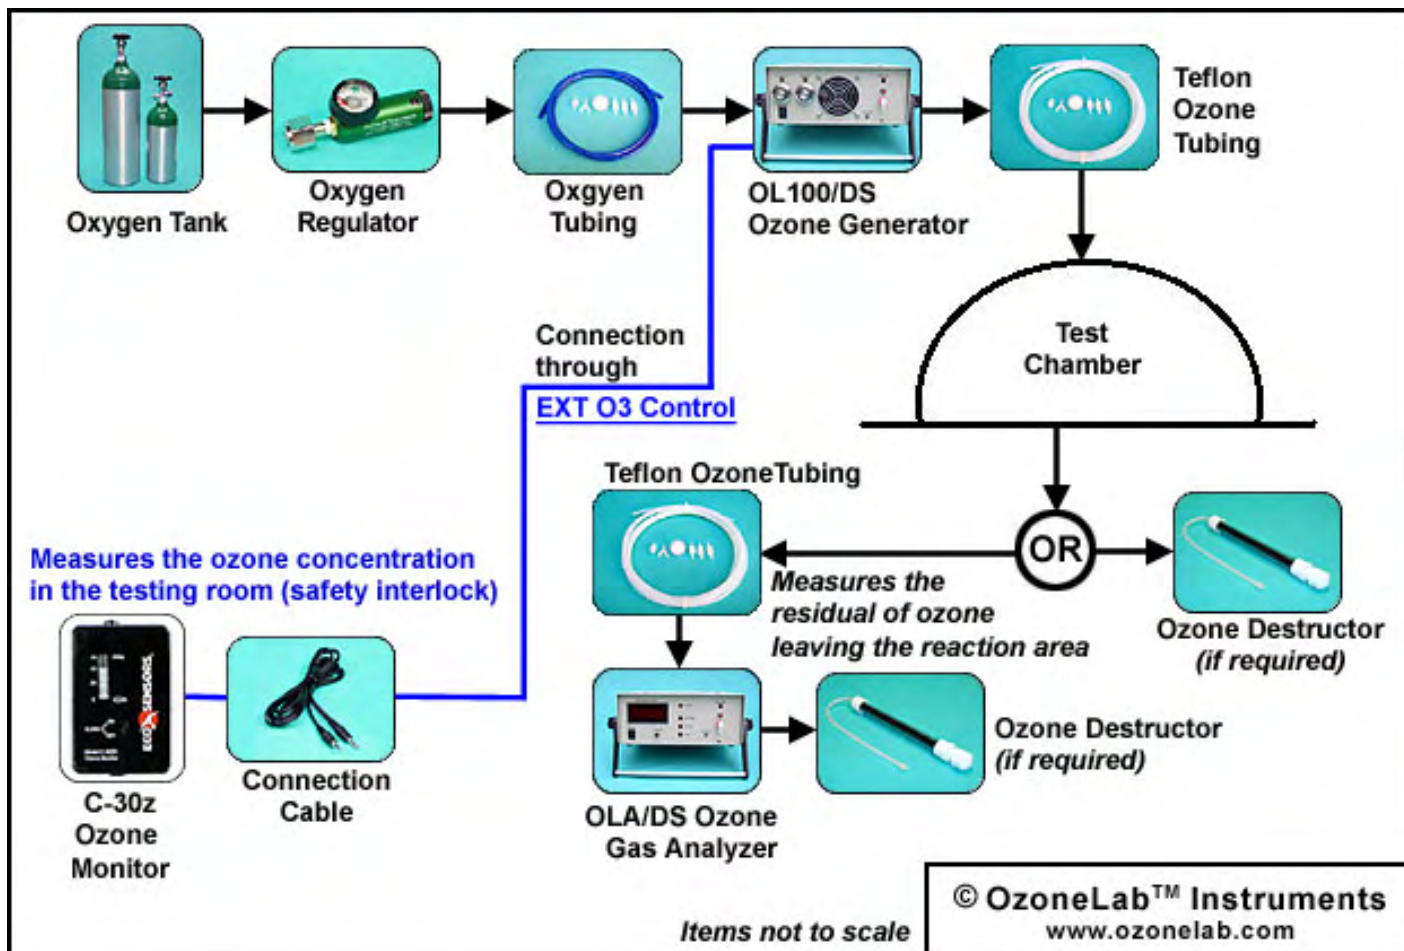 Oxygen Tank
Oxygen
Regulator
Oxgyen
Tubing
OL100/DS
Ozone Generator
Teflon
Ozone
Tubing
Test
Chamber
Connection
through
EXT O3 Control
OR
Teflon OzoneTubing
Measures the
residual of ozone
leaving the reaction area
Ozone Destructor
(if required)
Measures the ozone concentration
in the testing room (safety interlock)
ECO SENSORS
C-30z
Ozone
Monitor
Connection
Cable
OLA/DS Ozone
Gas Analyzer
Ozone Destructor
(if required)
Items not to scale
© OzoneLab™ Instruments
www.ozonelab.com